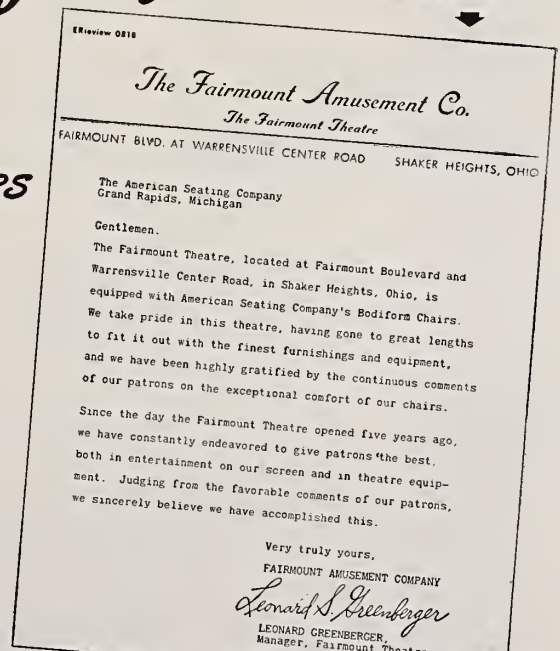 ps
ERieview 0818
The Fairmount Amusement Co.
The Fairmount Theatre
FAIRMOUNT BLVD. AT WARRENSVILLE CENTER ROAD SHAKER HEIGHTS, OHIO
The American Seating Company
Grand Rapids, Michigan
Gentlemen.
The Fairmount Theatre, located at Fairmount Boulevard and
Warrensville Center Road, in Shaker Heights, Ohio, is
equipped with American Seating Company's Bodiform Chairs.
We take pride in this theatre, having gone to great lengths
to fit it out with the finest furnishings and equipment,
and we have been highly gratified by the continuous comments
of our patrons on the exceptional comfort of our chairs.
Since the day the Fairmount Theatre opened five years ago,
we have constantly endeavored to give patrons "the best,
both in entertainment on our screen and in theatre equip-
ment. Judging from the favorable comments of our patrons,
we sincerely believe we have accomplished this.
Very truly yours,
FAIRMOUNT AMUSEMENT COMPANY
Leonard S. Greenberger
LEONARD GREENBERGER,
Manager, Fairmount Theatre